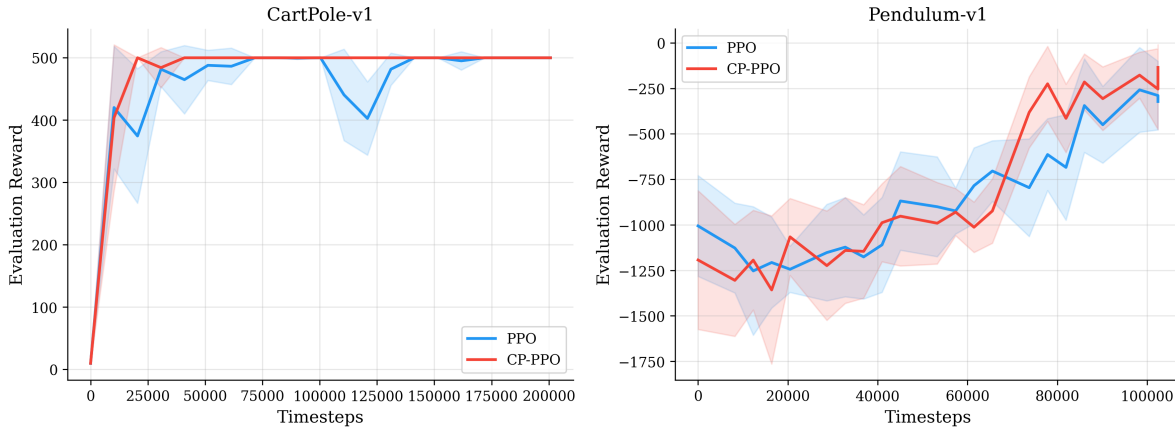 CartPole-v1
Evaluation Reward
500
400
300
200
100
0
0 25000 50000 75000 100000 125000 150000 175000 200000
Timesteps
PPO
CP-PPO
Pendulum-v1
Evaluation Reward
0
−250
−500
−750
−1000
−1250
−1500
−1750
0 20000 40000 60000 80000 100000
Timesteps
PPO
CP-PPO